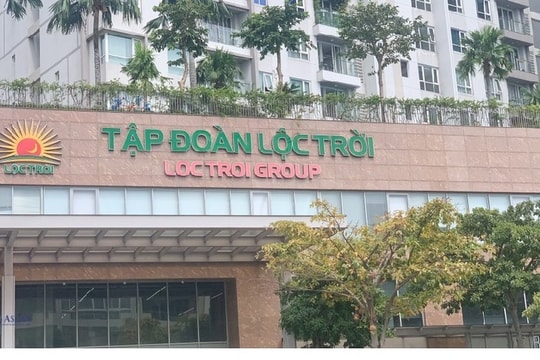 TẬP ĐOÀN LỘC TRỜI
LOC TROI GROUP
LỘC TRỜI